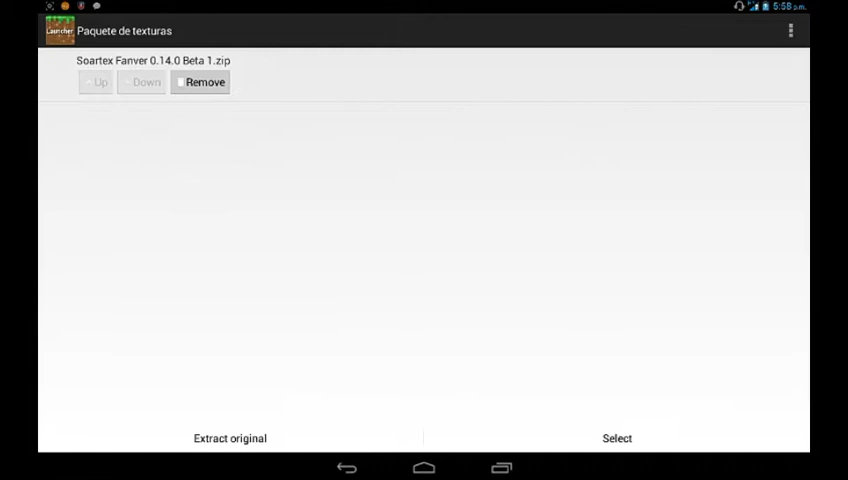 5:58 p.m.
Launcher
Paquete de texturas
Soartex Fanver 0.14.0 Beta 1.zip
Up
Down
Remove
Extract original
Select